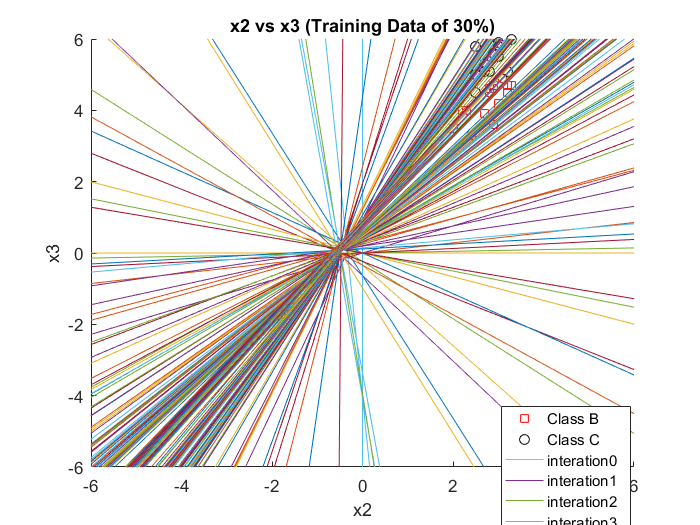 x2 vs x3 (Training Data of 30%)
6
4
2
0
-2
-4
-6
x3
-6
-4
-2
0
2
6
x2
Class B
Class C
interation0
interation1
interation2
interation3